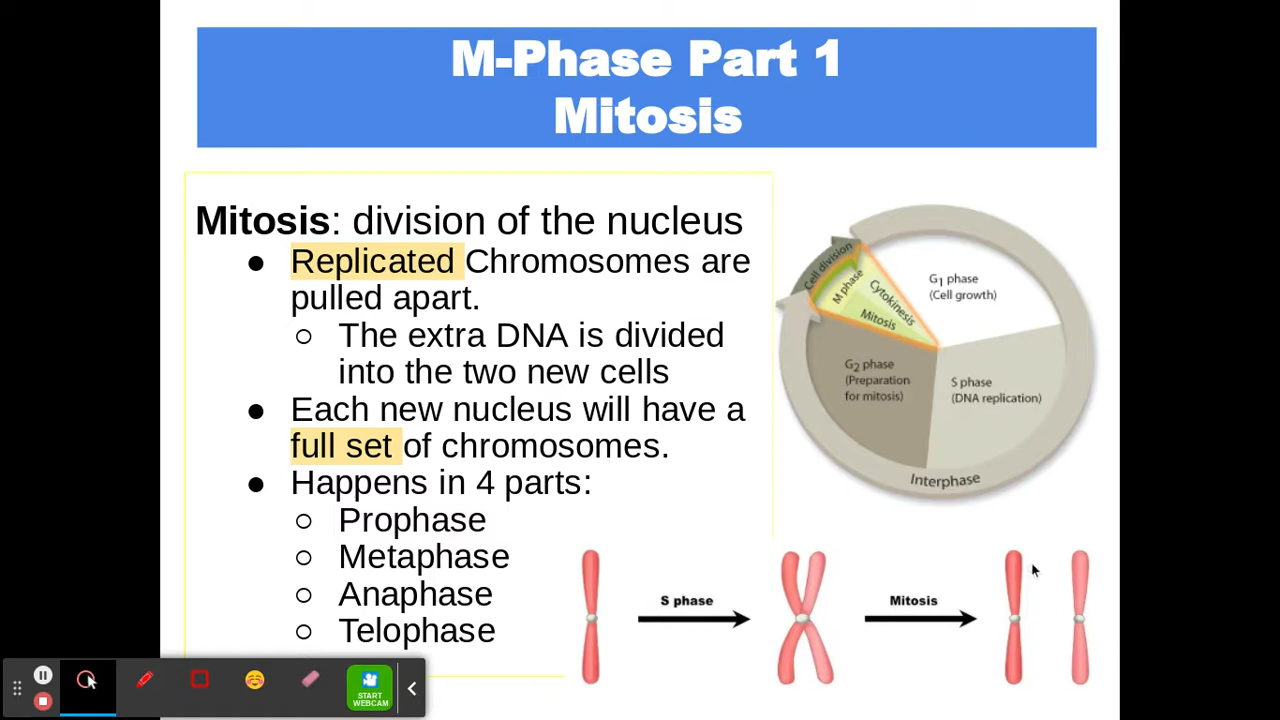 M-Phase Part 1
Mitosis
Mitosis: division of the nucleus
● Replicated Chromosomes are
pulled apart.
○ The extra DNA is divided
into the two new cells
● Each new nucleus will have a
full set of chromosomes.
● Happens in 4 parts:
○ Prophase
○ Metaphase
○ Anaphase
○ Telophase
Cell division
M phase
Cytokinesis
Mitosis
G1 phase
(Cell growth)
G2 phase
(Preparation
for mitosis)
S phase
(DNA replication)
Interphase
S phase
Mitosis
START
WEBCAM